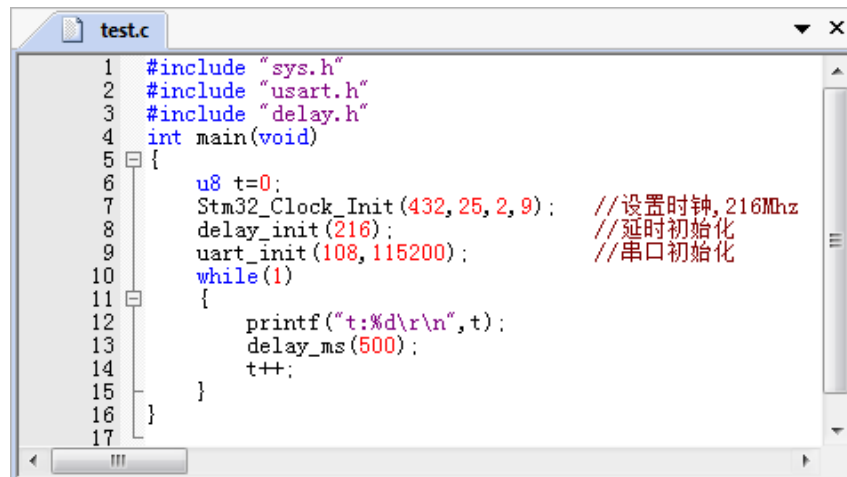 test.c
1 #include "sys.h"
2 #include "usart.h"
3 #include "delay.h"
4 int main(void)
5 {
6 u8 t=0;
7 Stm32_Clock_Init(432,25,2,9); //设置时钟,216Mhz
8 delay_init(216); //延时初始化
9 uart_init(108,115200); //串口初始化
10 while(1)
11 {
12 printf("t:%d\r\n",t);
13 delay_ms(500);
14 t++;
15 }
16 }
17